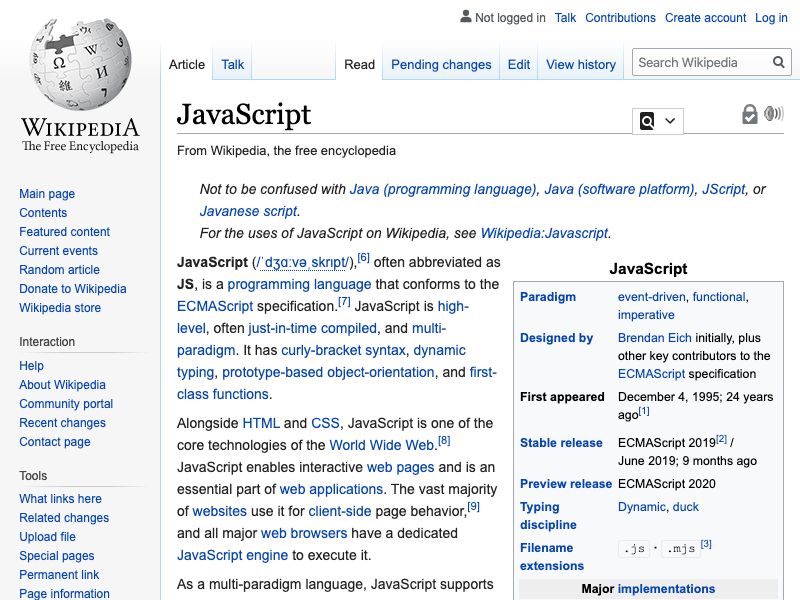 Not logged in Talk Contributions Create account Log in
Article Talk Read Pending changes Edit View history Search Wikipedia
Ω W И 維
WIKIPEDIA
The Free Encyclopedia
Main page
Contents
Featured content
Current events
Random article
Donate to Wikipedia
Wikipedia store
Interaction
Help
About Wikipedia
Community portal
Recent changes
Contact page
Tools
What links here
Related changes
Upload file
Special pages
Permanent link
Page information
JavaScript
From Wikipedia, the free encyclopedia
Not to be confused with Java (programming language), Java (software platform), JScript, or
Javanese script.
For the uses of JavaScript on Wikipedia, see Wikipedia:Javascript.
JavaScript (/ˈdʒɑːvəˌskrɪpt/),[6] often abbreviated as
JS, is a programming language that conforms to the
ECMAScript specification.[7] JavaScript is high-
level, often just-in-time compiled, and multi-
paradigm. It has curly-bracket syntax, dynamic
typing, prototype-based object-orientation, and first-
class functions.
Alongside HTML and CSS, JavaScript is one of the
core technologies of the World Wide Web.[8]
JavaScript enables interactive web pages and is an
essential part of web applications. The vast majority
of websites use it for client-side page behavior,[9]
and all major web browsers have a dedicated
JavaScript engine to execute it.
As a multi-paradigm language, JavaScript supports
JavaScript
Paradigm event-driven, functional,
imperative
Designed by Brendan Eich initially, plus
other key contributors to the
ECMAScript specification
First appeared December 4, 1995; 24 years
ago[1]
Stable release ECMAScript 2019[2] /
June 2019; 9 months ago
Preview release ECMAScript 2020
Typing Dynamic, duck
discipline
Filename .js · .mjs [3]
extensions
Major implementations